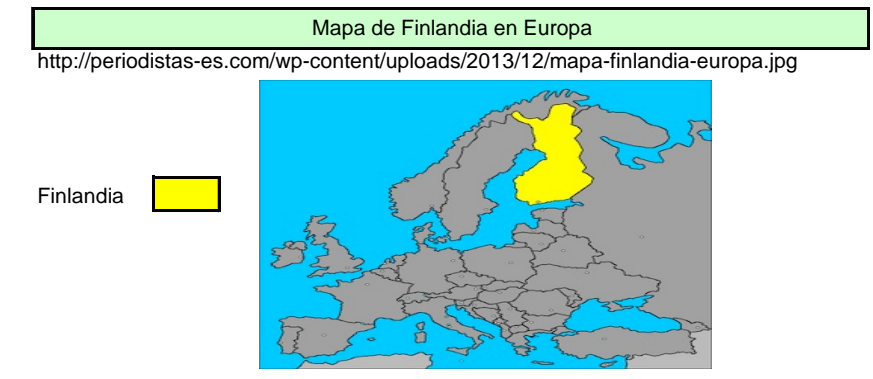 Mapa de Finlandia en Europa
http://periodistas-es.com/wp-content/uploads/2013/12/mapa-finlandia-europa.jpg
Finlandia